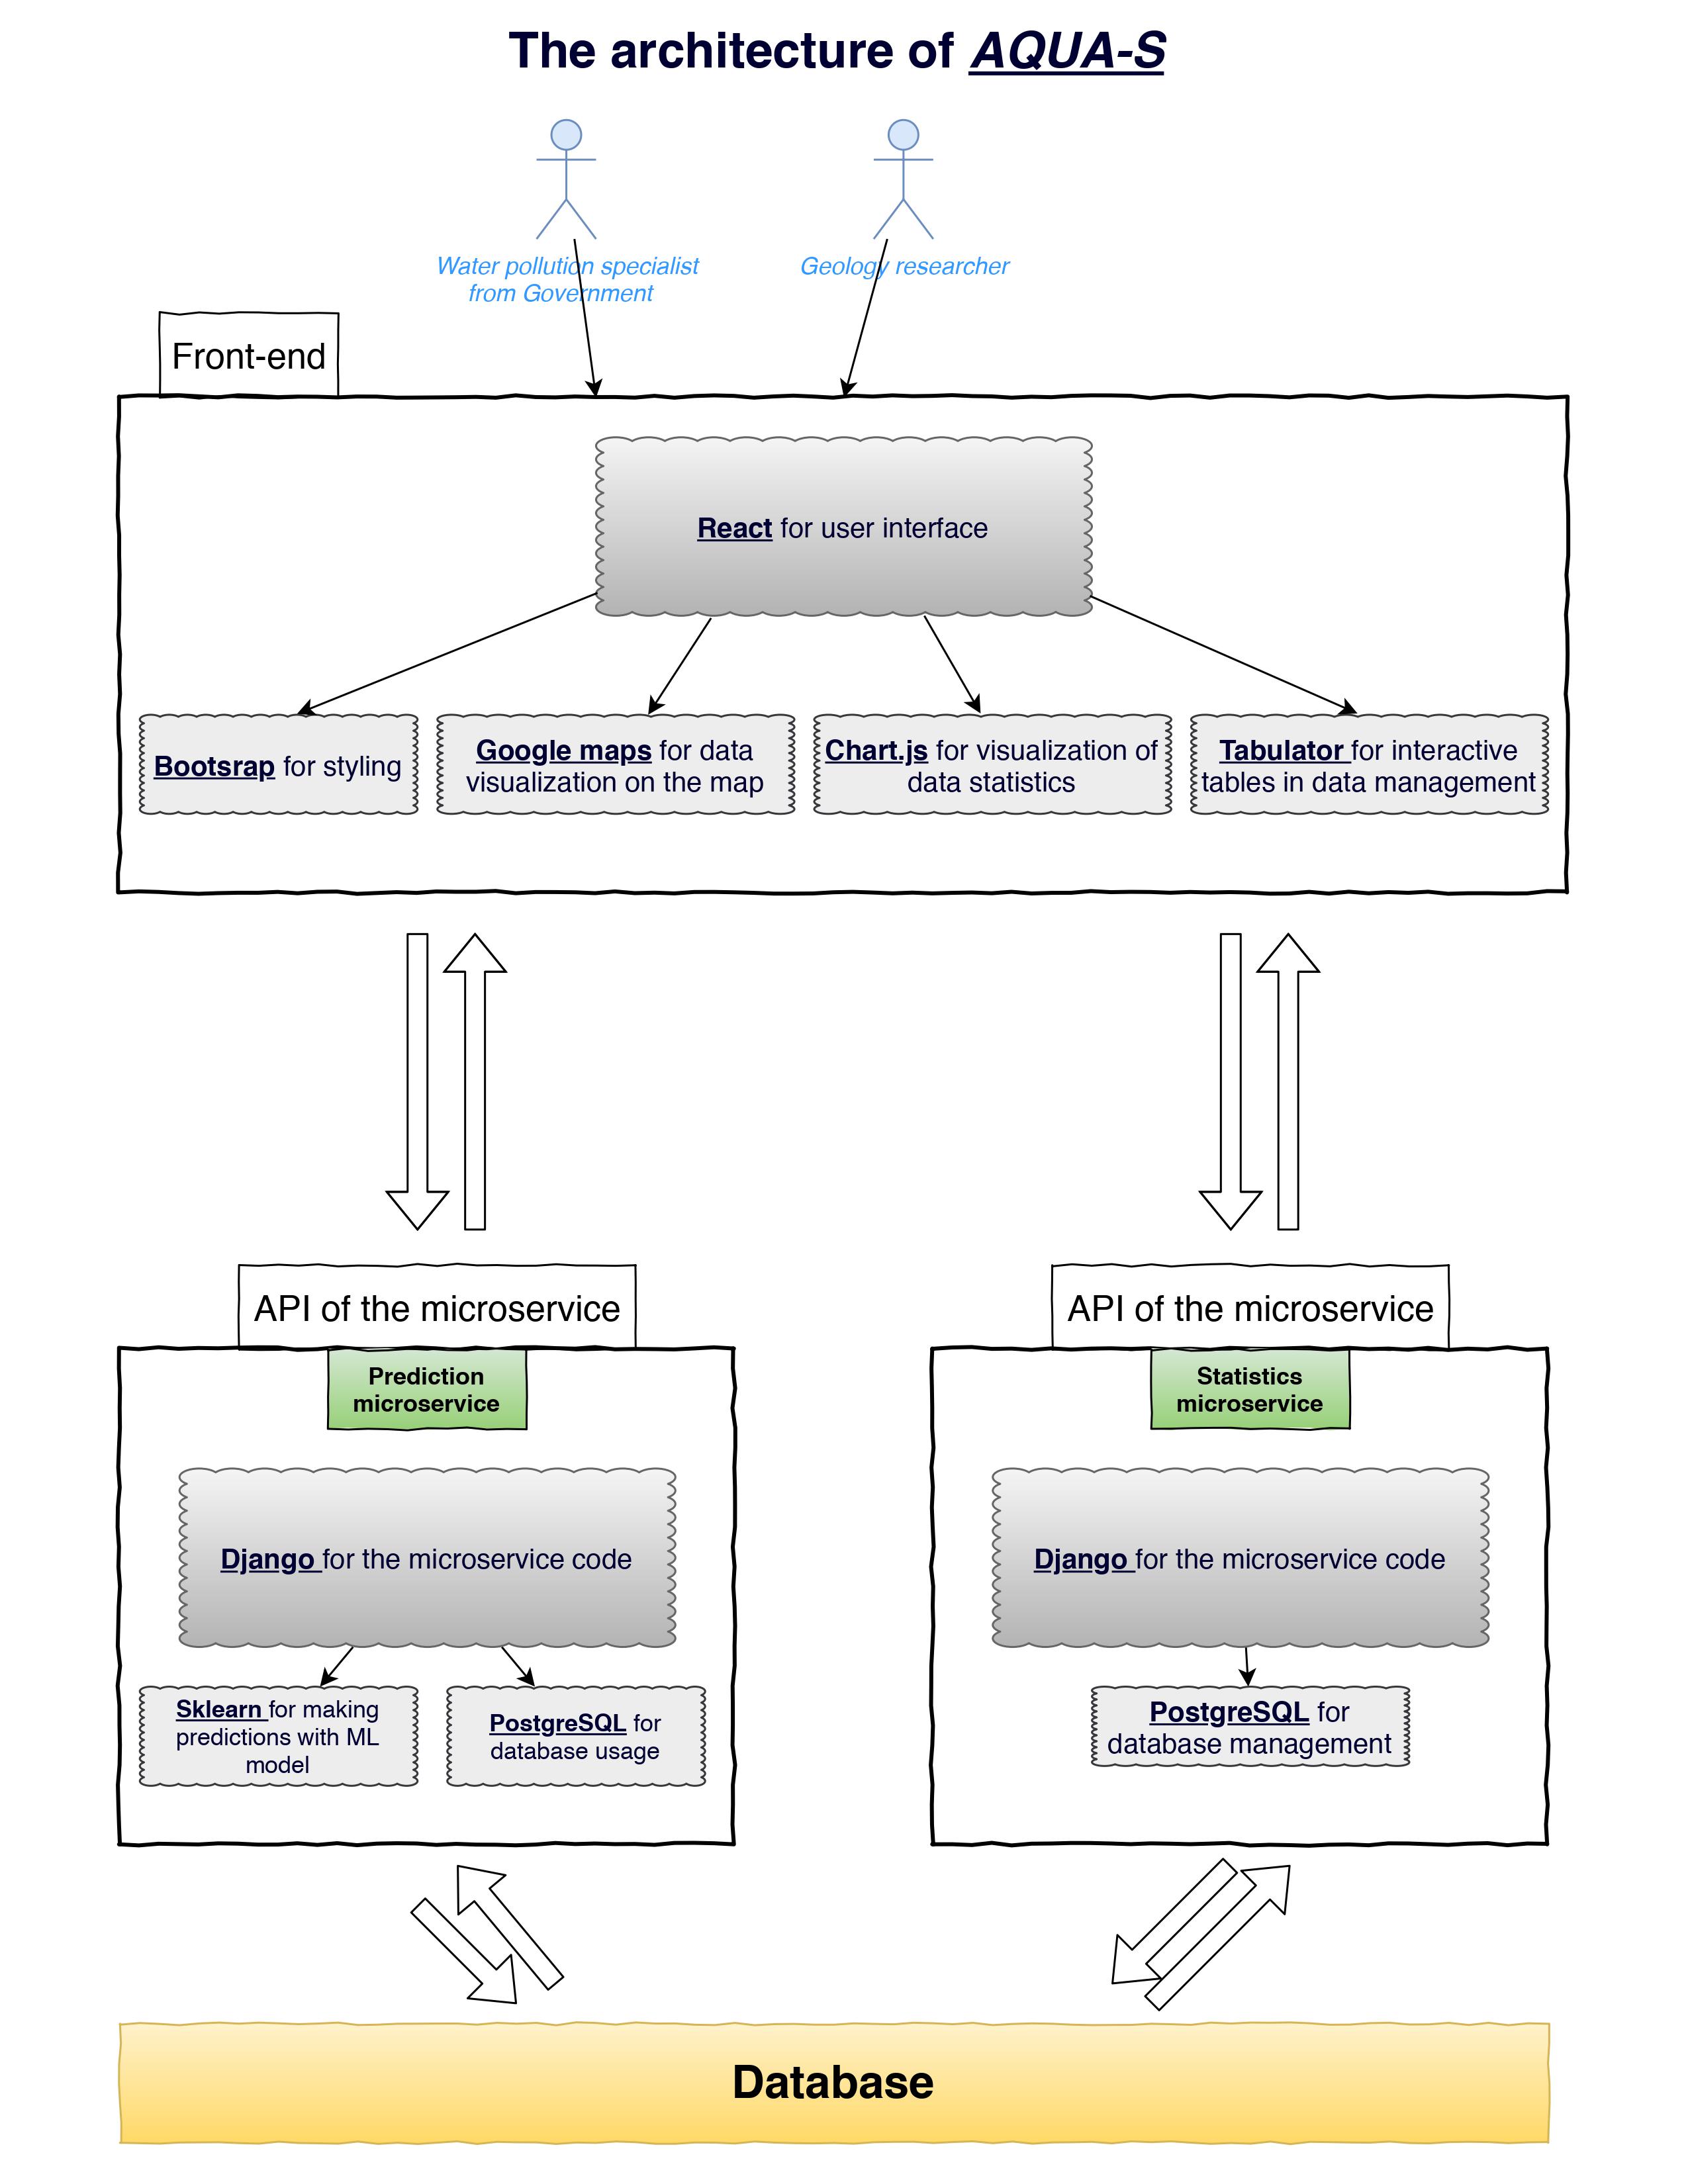 The architecture of AQUA-S
Water pollution specialist
from Government
Geology researcher
Front-end
React for user interface
Bootsrap for styling
Google maps for data
visualization on the map
Chart.js for visualization of
data statistics
Tabulator for interactive
tables in data management
API of the microservice
API of the microservice
Prediction
microservice
Statistics
microservice
Django for the microservice code
Django for the microservice code
Sklearn for making
predictions with ML
model
PostgreSQL for
database usage
PostgreSQL for
database management
Database